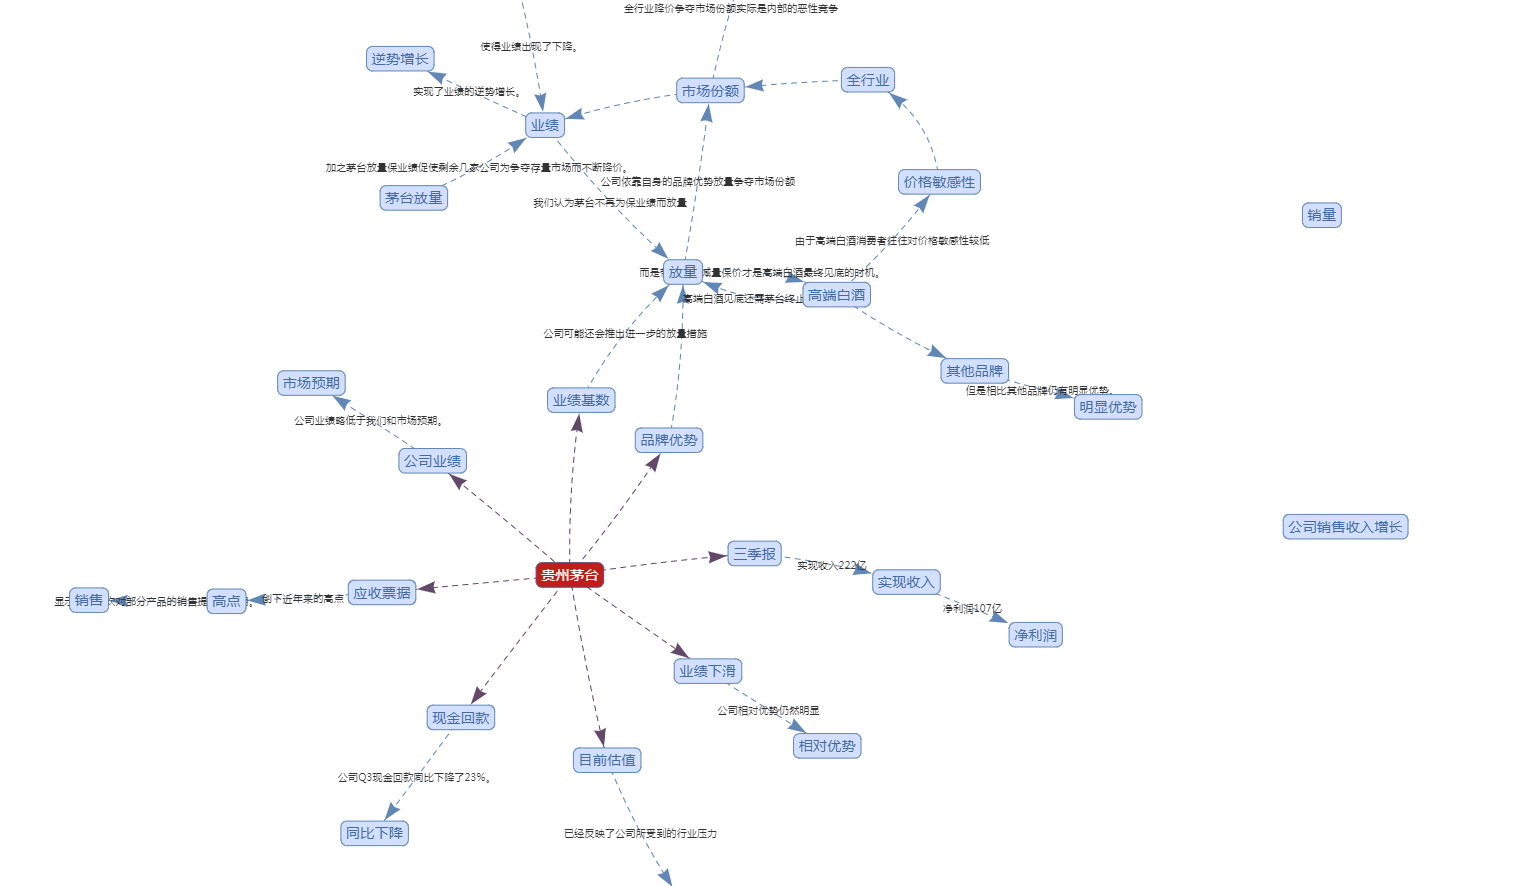 全行业降价争夺市场份额实际是内部的恶性竞争
使得业绩出现了下降。
逆势增长
全行业
市场份额
实现了业绩的逆势增长。
业绩
加之茅台放量保业绩促使剩余几家公司为争夺存量市场而不断降价。
公司依靠自身的品牌优势放量争夺市场份额
价格敏感性
茅台放量
我们认为茅台不再为保业绩而放量
销量
由于高端白酒消费者往往对价格敏感性较低
放量
而是
减量保价才是高端白酒最终见底的时机。
高端白酒见底还需茅台终止
高端白酒
公司可能还会推出进一步的放量措施
其他品牌
市场预期
但是相比其他品牌仍有明显优势。
业绩基数
明显优势
公司业绩略低于我们和市场预期。
品牌优势
公司业绩
公司销售收入增长
三季报
实现收入222亿
贵州茅台
实现收入
应收票据
创下近年来的高点
高点
销售
显示
对部分产品的销售提
净利润107亿
净利润
业绩下滑
公司相对优势仍然明显
现金回款
相对优势
目前估值
公司Q3现金回款同比下降了23%。
同比下降
已经反映了公司所受到的行业压力